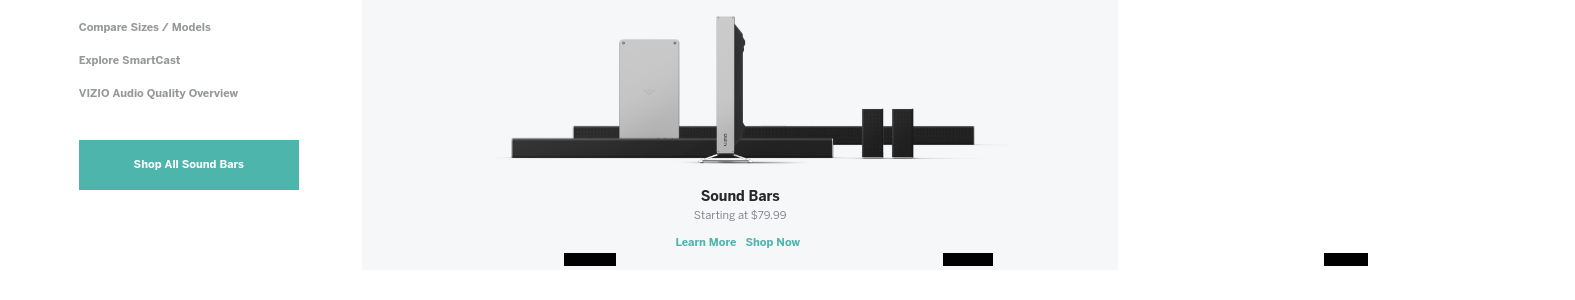 Compare Sizes / Models
Explore SmartCast
VIZIO Audio Quality Overview
Shop All Sound Bars
Sound Bars
Starting at $79.99
Learn More Shop Now